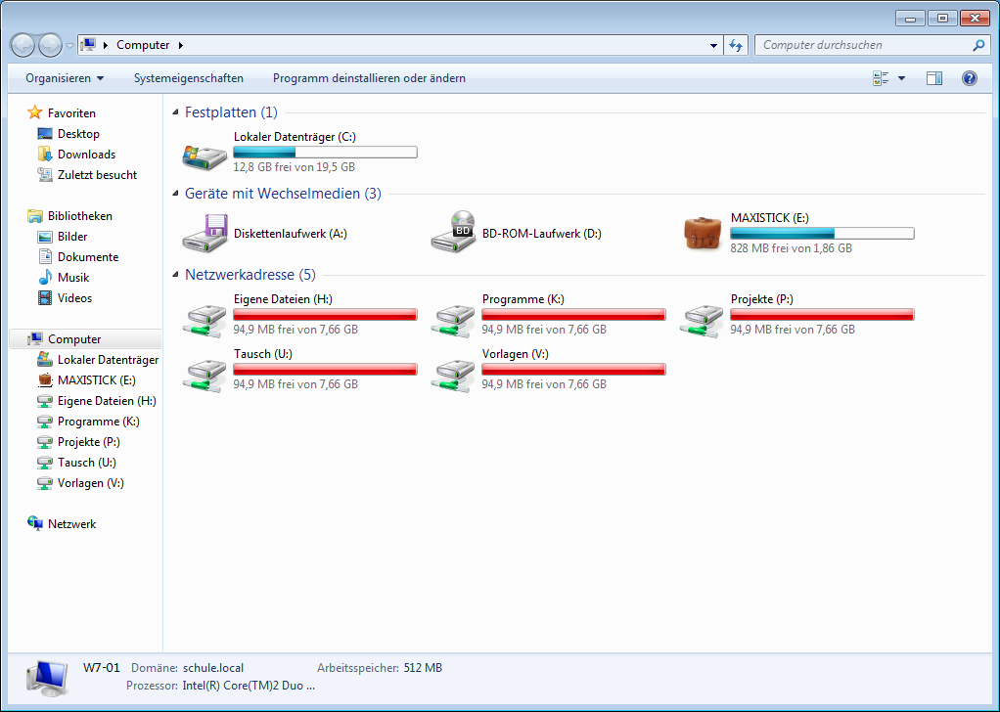 Computer
Computer durchsuchen
Organisieren Systemeigenschaften Programm deinstallieren oder ändern
Favoriten
Desktop
Downloads
Zuletzt besucht
Bibliotheken
Bilder
Dokumente
Musik
Videos
Computer
Lokaler Datenträger
MAXISTICK (E:)
Eigene Dateien (H:)
Programme (K:)
Projekte (P:)
Tausch (U:)
Vorlagen (V:)
Netzwerk
Festplatten (1)
Lokaler Datenträger (C:)
12,8 GB frei von 19,5 GB
Geräte mit Wechselmedien (3)
Diskettenlaufwerk (A:)
BD
BD-ROM-Laufwerk (D:)
MAXISTICK (E:)
828 MB frei von 1,86 GB
Netzwerkadresse (5)
Eigene Dateien (H:)
94,9 MB frei von 7,66 GB
Programme (K:)
94,9 MB frei von 7,66 GB
Projekte (P:)
94,9 MB frei von 7,66 GB
Tausch (U:)
94,9 MB frei von 7,66 GB
Vorlagen (V:)
94,9 MB frei von 7,66 GB
W7-01 Domäne: schule.local Arbeitsspeicher: 512 MB
Prozessor: Intel(R) Core(TM)2 Duo ...